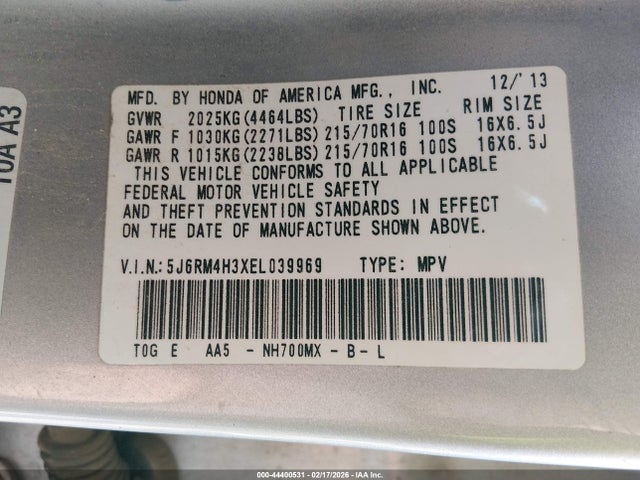 MFD. BY HONDA OF AMERICA MFG., INC. 12/'13
GVWR 2025KG(4464LBS) TIRE SIZE RIM SIZE
GAWR F 1030KG(2271LBS) 215/70R16 100S 16X6.5J
GAWR R 1015KG(2238LBS) 215/70R16 100S 16X6.5J
THIS VEHICLE CONFORMS TO ALL APPLICABLE
FEDERAL MOTOR VEHICLE SAFETY
AND THEFT PREVENTION STANDARDS IN EFFECT
ON THE DATE OF MANUFACTURE SHOWN ABOVE.
V.I.N.: 5J6RM4H3XEL039969 TYPE: MPV
T0G E AA5 - NH700MX - B - L
T0A A3
000-44400531 - 02/17/2026 - IAA Inc.